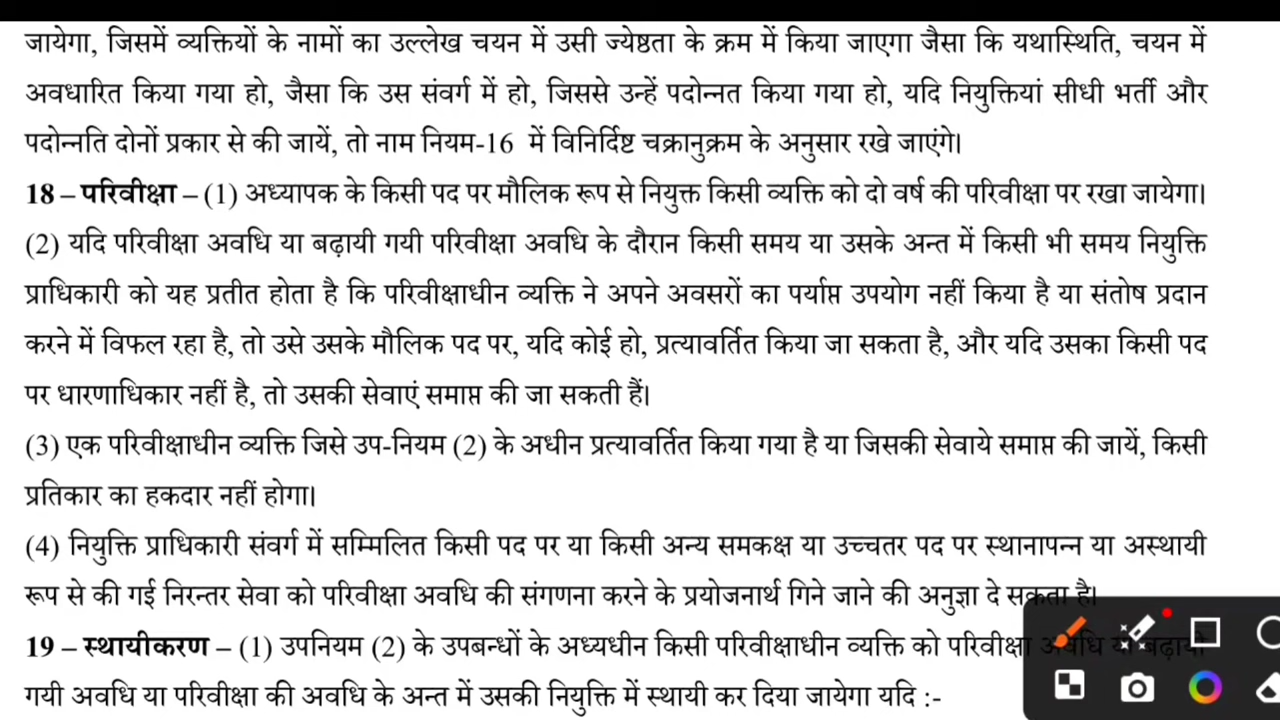 जायेगा, जिसमें व्यक्तियों के नामों का उल्लेख चयन में उसी ज्येष्ठता के क्रम में किया जाएगा जैसा कि यथास्थिति, चयन में
अवधारित किया गया हो, जैसा कि उस संवर्ग में हो, जिससे उन्हें पदोन्नत किया गया हो, यदि नियुक्तियां सीधी भर्ती और
पदोन्नति दोनों प्रकार से की जायें, तो नाम नियम-16 में विनिर्दिष्ट चक्रानुक्रम के अनुसार रखे जाएंगे।
18 – परिवीक्षा – (1) अध्यापक के किसी पद पर मौलिक रूप से नियुक्त किसी व्यक्ति को दो वर्ष की परिवीक्षा पर रखा जायेगा।
(2) यदि परिवीक्षा अवधि या बढ़ायी गयी परिवीक्षा अवधि के दौरान किसी समय या उसके अन्त में किसी भी समय नियुक्ति
प्राधिकारी को यह प्रतीत होता है कि परिवीक्षाधीन व्यक्ति ने अपने अवसरों का पर्याप्त उपयोग नहीं किया है या संतोष प्रदान
करने में विफल रहा है, तो उसे उसके मौलिक पद पर, यदि कोई हो, प्रत्यावर्तित किया जा सकता है, और यदि उसका किसी पद
पर धारणाधिकार नहीं है, तो उसकी सेवाएं समाप्त की जा सकती हैं।
(3) एक परिवीक्षाधीन व्यक्ति जिसे उप-नियम (2) के अधीन प्रत्यावर्तित किया गया है या जिसकी सेवाये समाप्त की जायें, किसी
प्रतिकार का हकदार नहीं होगा।
(4) नियुक्ति प्राधिकारी संवर्ग में सम्मिलित किसी पद पर या किसी अन्य समकक्ष या उच्चतर पद पर स्थानापन्न या अस्थायी
रूप से की गई निरन्तर सेवा को परिवीक्षा अवधि की संगणना करने के प्रयोजनार्थ गिने जाने की अनुज्ञा दे सकता है।
19 – स्थायीकरण – (1) उपनियम (2) के उपबन्धों के अध्यधीन किसी परिवीक्षाधीन व्यक्ति को परिवीक्षा अवधि या बढ़ायी
गयी अवधि या परिवीक्षा की अवधि के अन्त में उसकी नियुक्ति में स्थायी कर दिया जायेगा यदि :-